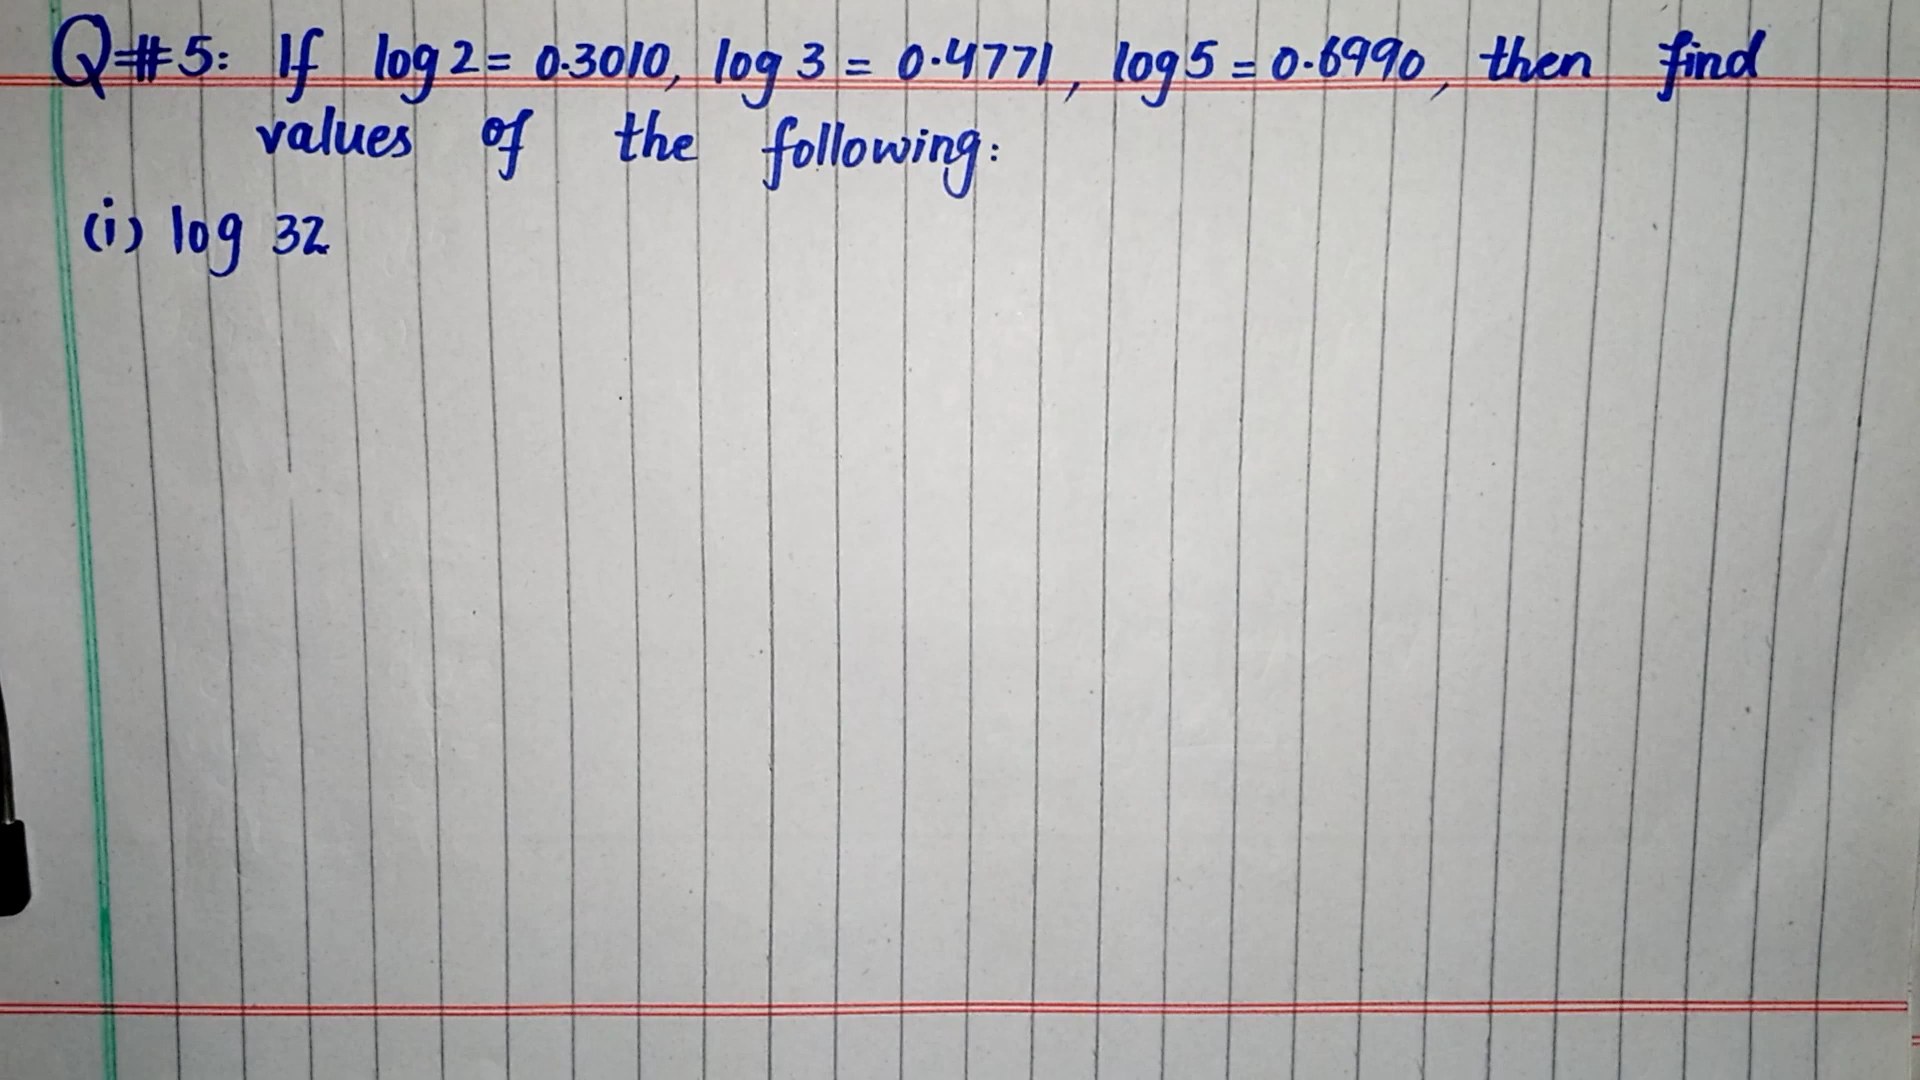 Q#5: If log 2 = 0.3010, log 3 = 0.4771, log 5 = 0.6990, then find
values of the following:
(i) log 32